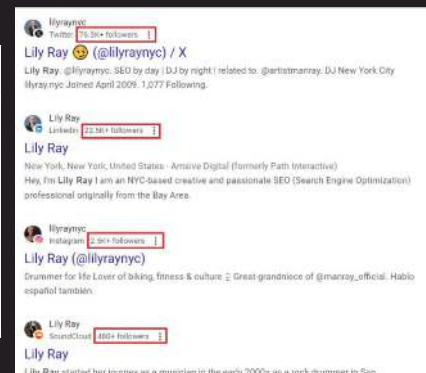 lilyraynyc
Twitter 76.5K+ followers
Lily Ray 😉 (@lilyraynyc) / X
Lily Ray. @lilyraynyc. SEO by day | DJ by night | related to. @artistmanray. DJ New York City
lilyray.nyc Joined April 2009. 1,077 Following.
Lily Ray
LinkedIn 22.5K+ followers
Lily Ray
New York, New York, United States · Amsive Digital (formerly Path Interactive)
Hey, I'm Lily Ray I am an NYC-based creative and passionate SEO (Search Engine Optimization)
professional originally from the Bay Area.
lilyraynyc
Instagram 2.5K+ followers
Lily Ray (@lilyraynyc)
Drummer for life Lover of biking, fitness & culture Great grandniece of @manray_official. Hablo
español también.
Lily Ray
SoundCloud 480+ followers
Lily Ray
Lily Ray started her journey as a musician in the early 2000s as a rock drummer in San